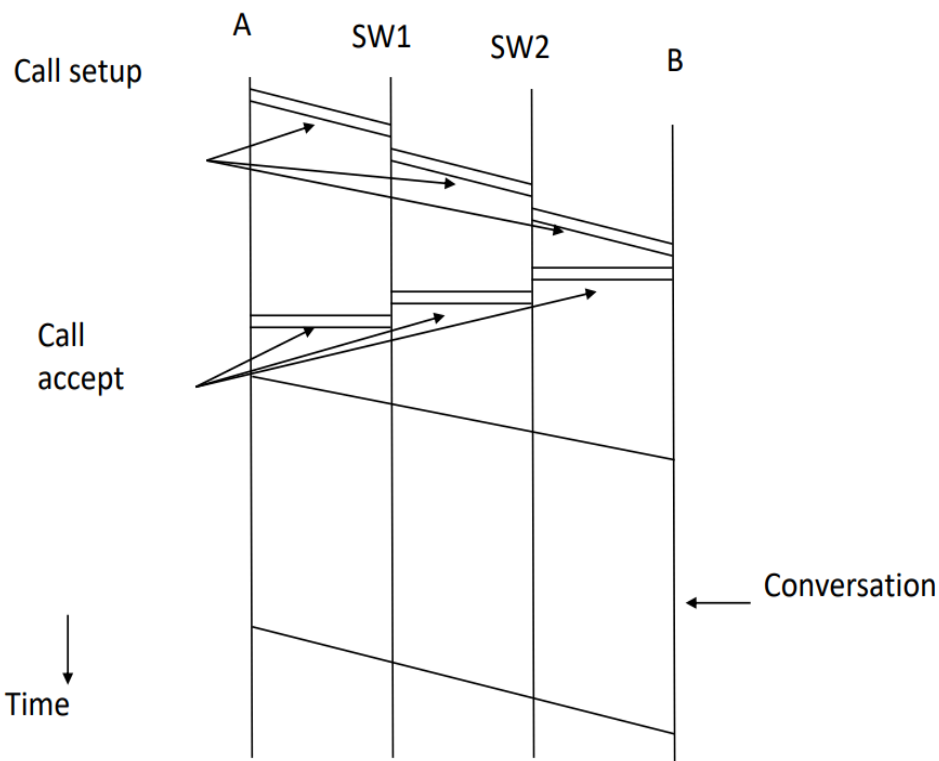 A
SW1
SW2
B
Call setup
Call
accept
Conversation
Time